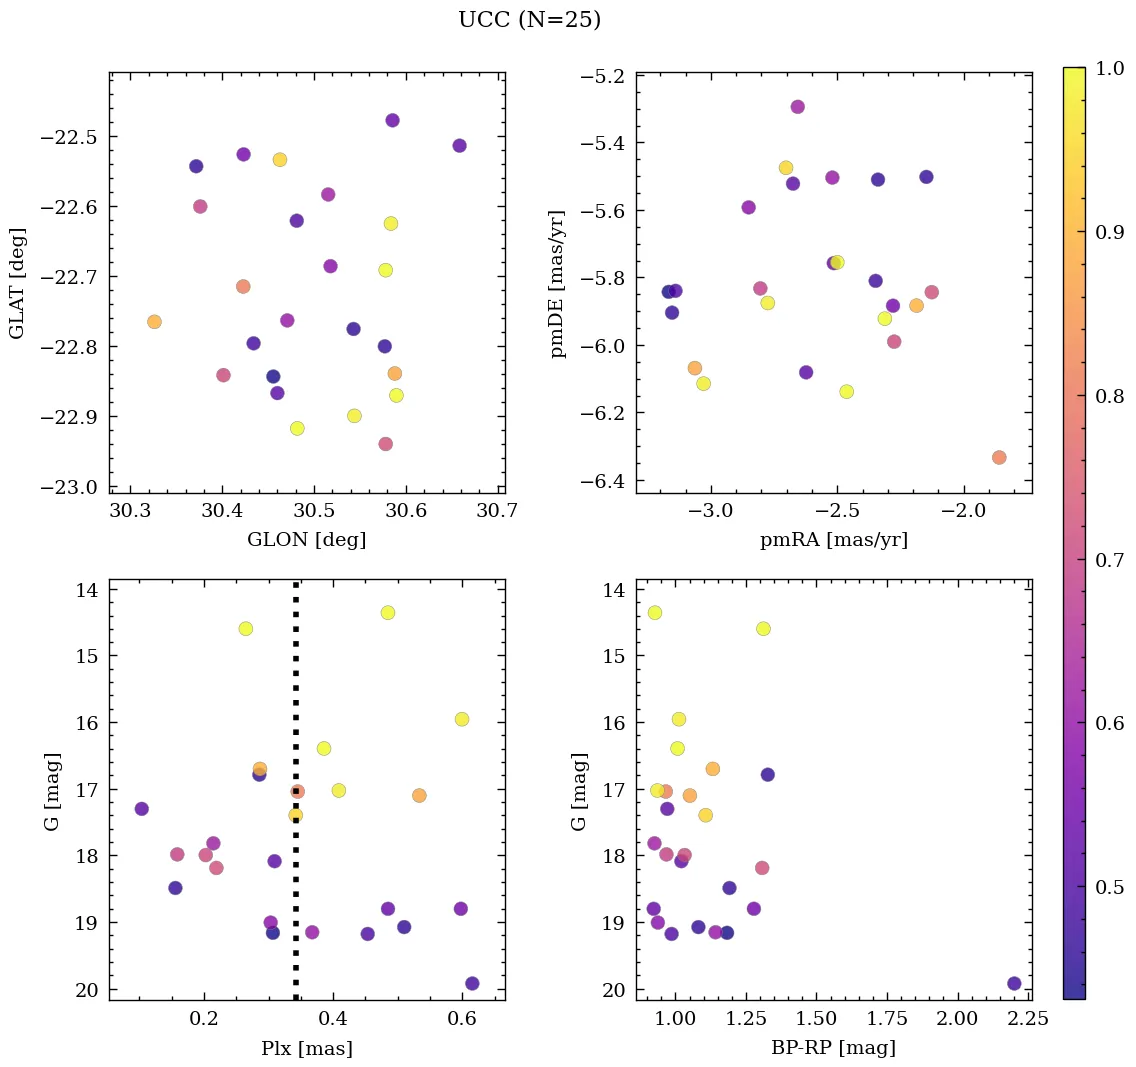 UCC (N=25)
−22.5
−22.6
−22.7
−22.8
−22.9
−23.0
GLAT [deg]
30.3 30.4 30.5 30.6 30.7
GLON [deg]
−5.2
−5.4
−5.6
−5.8
−6.0
−6.2
−6.4
pmDE [mas/yr]
−3.0 −2.5 −2.0
pmRA [mas/yr]
14
15
16
17
18
19
20
G [mag]
0.2 0.4 0.6
Plx [mas]
14
15
16
17
18
19
20
G [mag]
1.00 1.25 1.50 1.75 2.00 2.25
BP-RP [mag]
1.0
0.9
0.8
0.7
0.6
0.5